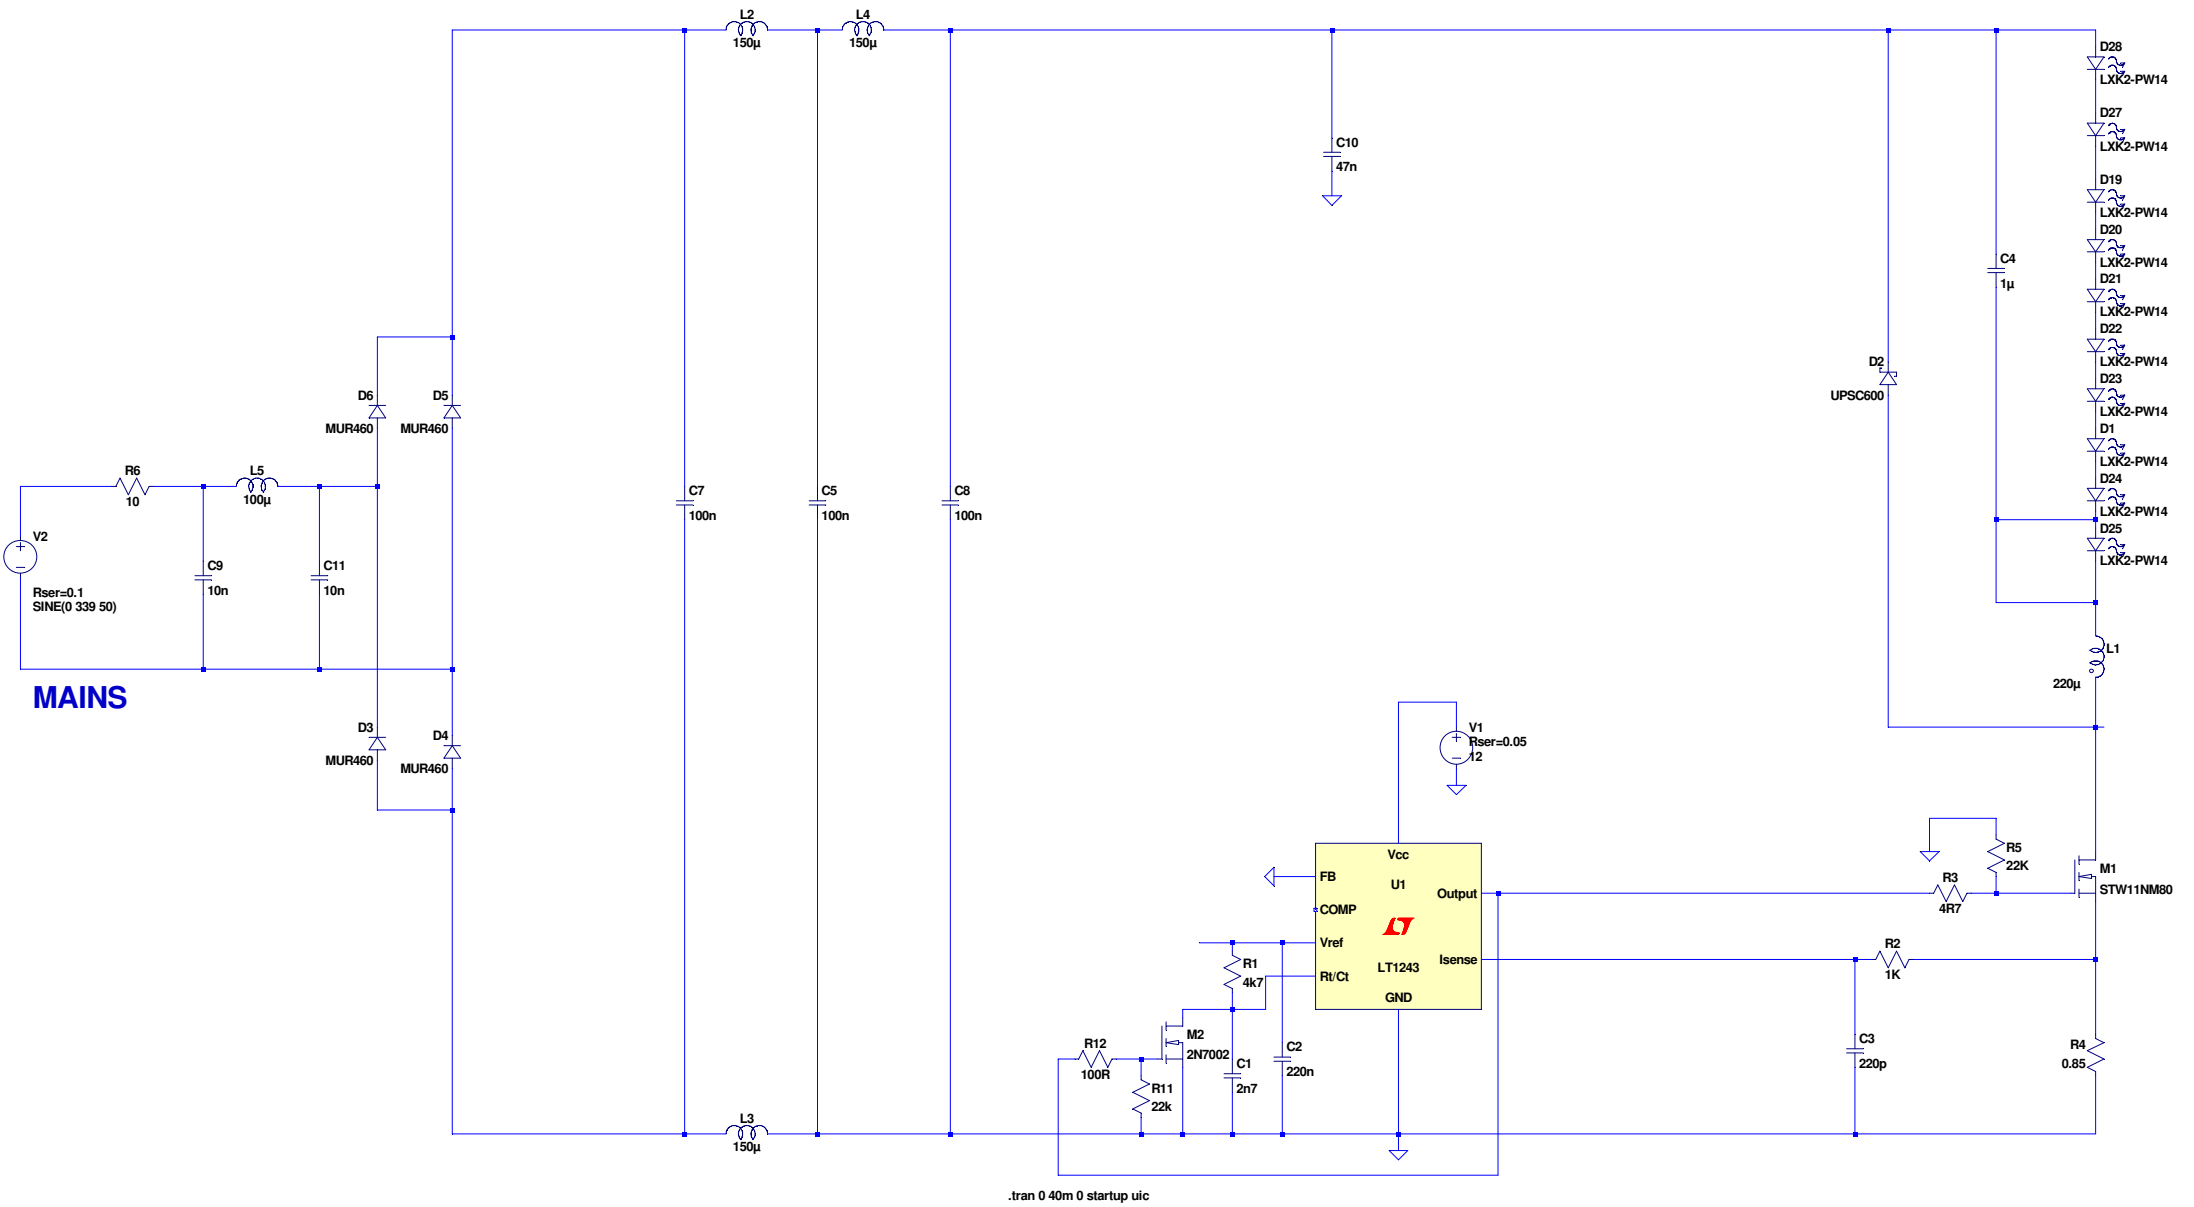 L2
150µ
L4
150µ
D28
LXK2-PW14
D27
LXK2-PW14
C10
47n
D19
LXK2-PW14
D20
LXK2-PW14
C4
1µ
D21
LXK2-PW14
D22
LXK2-PW14
D2
UPSC600
D23
LXK2-PW14
D6
MUR460
D5
MUR460
D1
LXK2-PW14
D24
LXK2-PW14
D25
LXK2-PW14
R6
10
L5
100µ
C7
100n
C5
100n
C8
100n
V2
Rser=0.1
SINE(0 339 50)
C9
10n
C11
10n
MAINS
L1
220µ
D3
MUR460
D4
MUR460
V1
Rser=0.05
12
Vcc
FB
U1
COMP
Output
Vref
Isense
Rt/Ct
LT1243
GND
R5
22K
M1
STW11NM80
R3
4R7
R2
1K
R1
4k7
M2
2N7002
R12
100R
R11
22k
C1
2n7
C2
220n
C3
220p
R4
0.85
L3
150µ
.tran 0 40m 0 startup uic